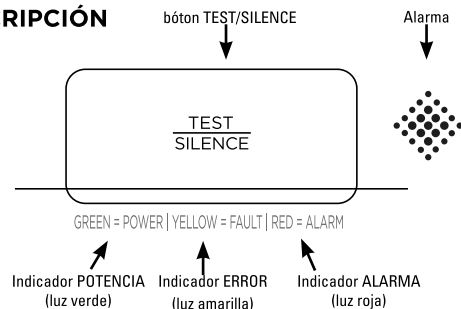 RIPCIÓN
bóton TEST/SILENCE
Alarma
TEST
SILENCE
GREEN = POWER | YELLOW = FAULT | RED = ALARM
Indicador POTENCIA
(luz verde)
Indicador ERROR
(luz amarilla)
Indicador ALARMA
(luz roja)